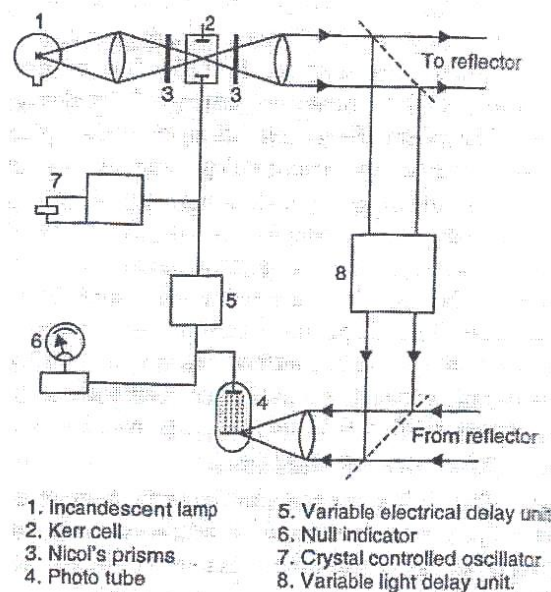 1
2
3
3
To reflector
7
8
5
6
4
From reflector
1. Incandescent lamp
2. Kerr cell
3. Nicol's prisms
4. Photo tube
5. Variable electrical delay unit
6. Null indicator
7. Crystal controlled oscillator
8. Variable light delay unit.